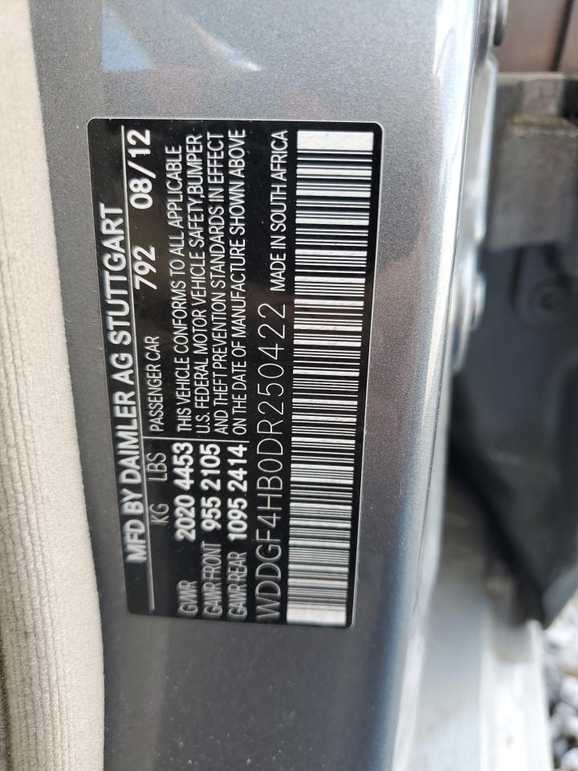 MFD BY DAIMLER AG STUTTGART
KG LBS PASSENGER CAR 792 08/12
GVWR 2020 4453 THIS VEHICLE CONFORMS TO ALL APPLICABLE
GAWR-FRONT 955 2105 U.S. FEDERAL MOTOR VEHICLE SAFETY, BUMPER
AND THEFT PREVENTION STANDARDS IN EFFECT
GAWR-REAR 1095 2414 ON THE DATE OF MANUFACTURE SHOWN ABOVE
WDDGF4HB0DR250422 MADE IN SOUTH AFRICA